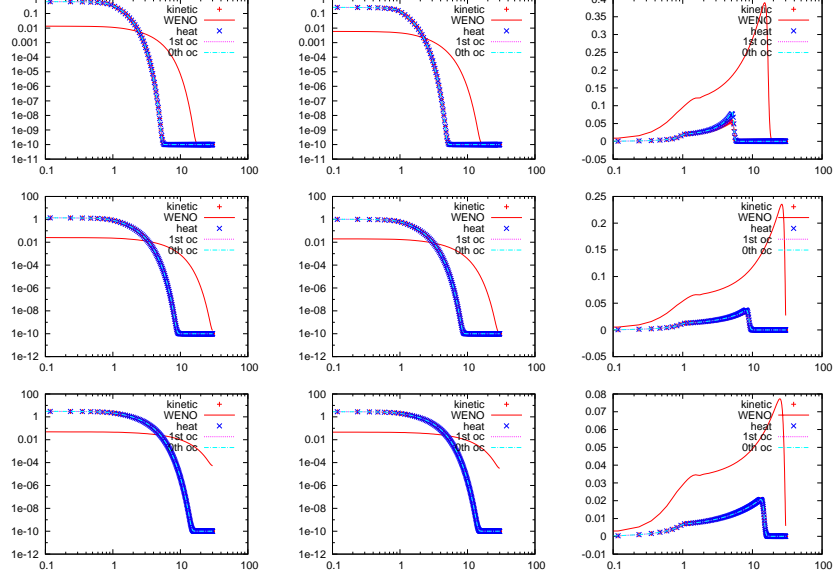 0.1
0.1
0.01
0.001
1e-04
1e-05
1e-06
1e-07
1e-08
1e-09
1e-10
1e-11
0.1
1
10
100
kinetic
WENO
heat
1st oc
0th oc
0.1
0.01
0.001
1e-04
1e-05
1e-06
1e-07
1e-08
1e-09
1e-10
1e-11
0.1
1
10
100
kinetic
WENO
heat
1st oc
0th oc
0.4
0.35
0.3
0.25
0.2
0.15
0.1
0.05
0
-0.05
0.1
1
10
100
kinetic
WENO
heat
1st oc
0th oc
100
1
0.01
1e-04
1e-06
1e-08
1e-10
1e-12
0.1
1
10
100
kinetic
WENO
heat
1st oc
0th oc
100
1
0.01
1e-04
1e-06
1e-08
1e-10
1e-12
0.1
1
10
100
kinetic
WENO
heat
1st oc
0th oc
0.25
0.2
0.15
0.1
0.05
0
-0.05
0.1
1
10
100
kinetic
WENO
heat
1st oc
0th oc
100
1
0.01
1e-04
1e-06
1e-08
1e-10
1e-12
0.1
1
10
100
kinetic
WENO
heat
1st oc
0th oc
100
1
0.01
1e-04
1e-06
1e-08
1e-10
1e-12
0.1
1
10
100
kinetic
WENO
heat
1st oc
0th oc
0.08
0.07
0.06
0.05
0.04
0.03
0.02
0.01
0
-0.01
0.1
1
10
100
kinetic
WENO
heat
1st oc
0th oc